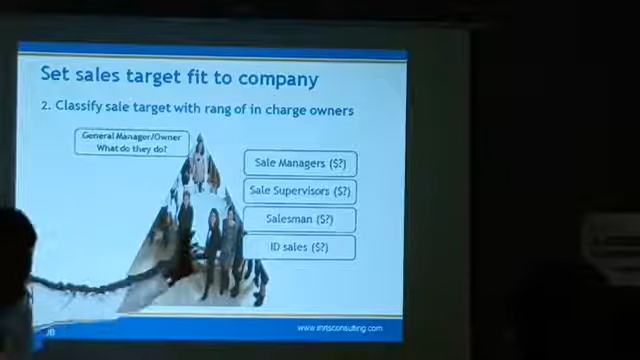 Set sales target fit to company
2. Classify sale target with rang of in charge owners
General Manager/Owner
What do they do?
Sale Managers ($?)
Sale Supervisors ($?)
Salesman ($?)
ID sales ($?)
www.imrtsconsulting.com